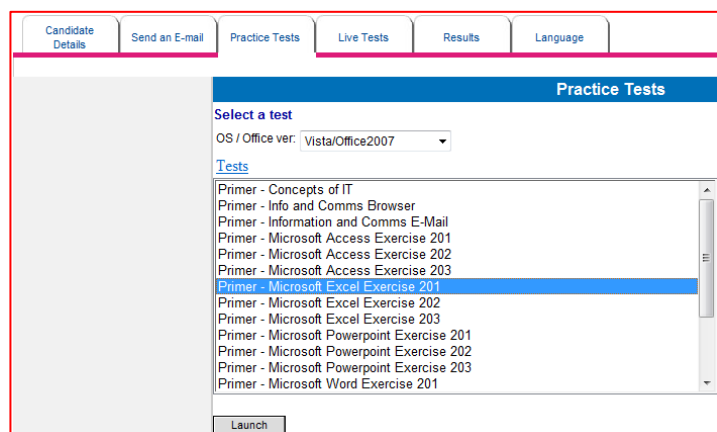 Candidate Details
Send an E-mail
Practice Tests
Live Tests
Results
Language
Practice Tests
Select a test
OS / Office ver: Vista/Office2007
Tests
Primer - Concepts of IT
Primer - Info and Comms Browser
Primer - Information and Comms E-Mail
Primer - Microsoft Access Exercise 201
Primer - Microsoft Access Exercise 202
Primer - Microsoft Access Exercise 203
Primer - Microsoft Excel Exercise 201
Primer - Microsoft Excel Exercise 202
Primer - Microsoft Excel Exercise 203
Primer - Microsoft Powerpoint Exercise 201
Primer - Microsoft Powerpoint Exercise 202
Primer - Microsoft Powerpoint Exercise 203
Primer - Microsoft Word Exercise 201
Launch